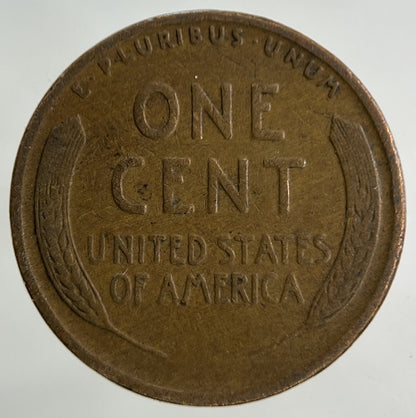 E·PLURIBUS·UNUM
ONE
CENT
UNITED STATES
OF AMERICA